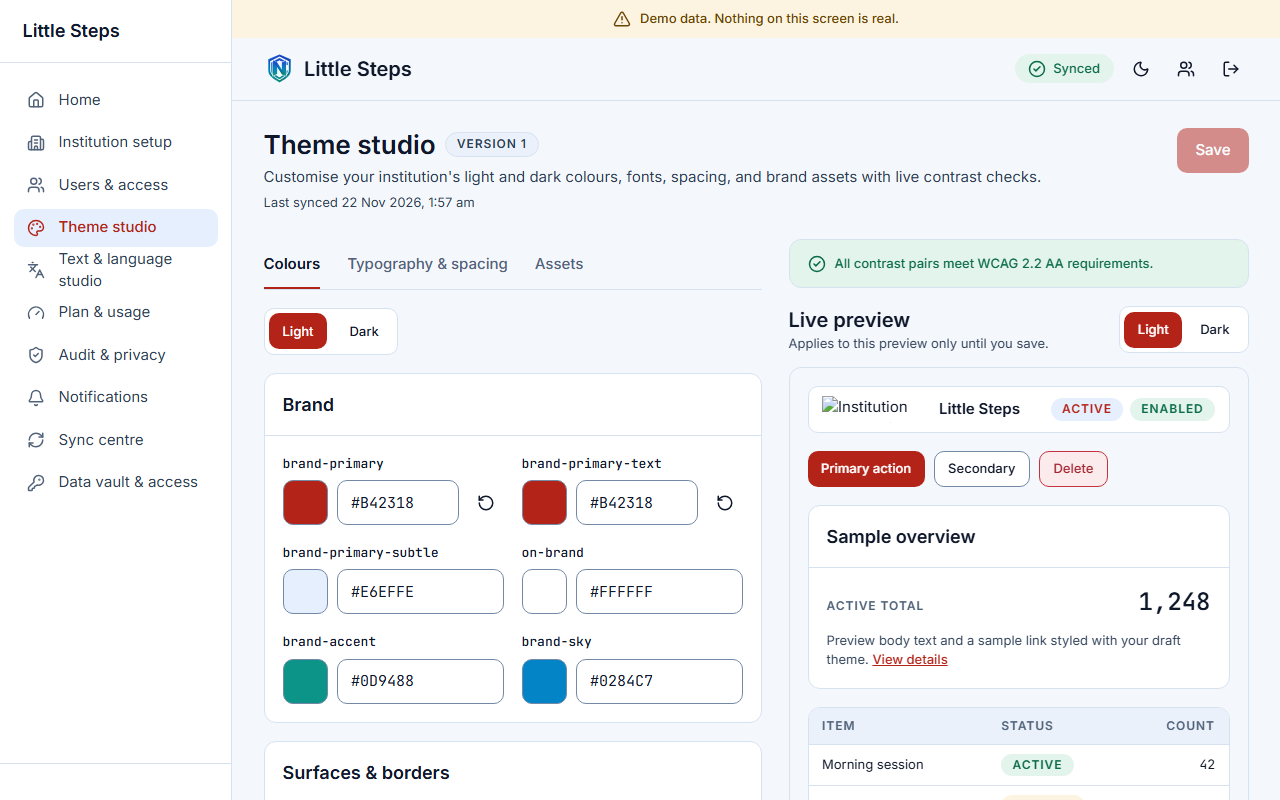 Little Steps
Home
Institution setup
Users & access
Theme studio
Text & language
studio
Plan & usage
Audit & privacy
Notifications
Sync centre
Data vault & access
Demo data. Nothing on this screen is real.
Little Steps
Synced
Theme studio
VERSION 1
Save
Customise your institution's light and dark colours, fonts, spacing, and brand assets with live contrast checks.
Last synced 22 Nov 2026, 1:57 am
Colours
Typography & spacing
Assets
Light
Dark
Brand
brand-primary
#B42318
brand-primary-text
#B42318
brand-primary-subtle
#E6EFFE
on-brand
#FFFFFF
brand-accent
#0D9488
brand-sky
#0284C7
Surfaces & borders
All contrast pairs meet WCAG 2.2 AA requirements.
Live preview
Applies to this preview only until you save.
Light
Dark
Institution
Little Steps
ACTIVE
ENABLED
Primary action
Secondary
Delete
Sample overview
ACTIVE TOTAL
1,248
Preview body text and a sample link styled with your draft
theme. View details
ITEM STATUS COUNT
Morning session ACTIVE 42